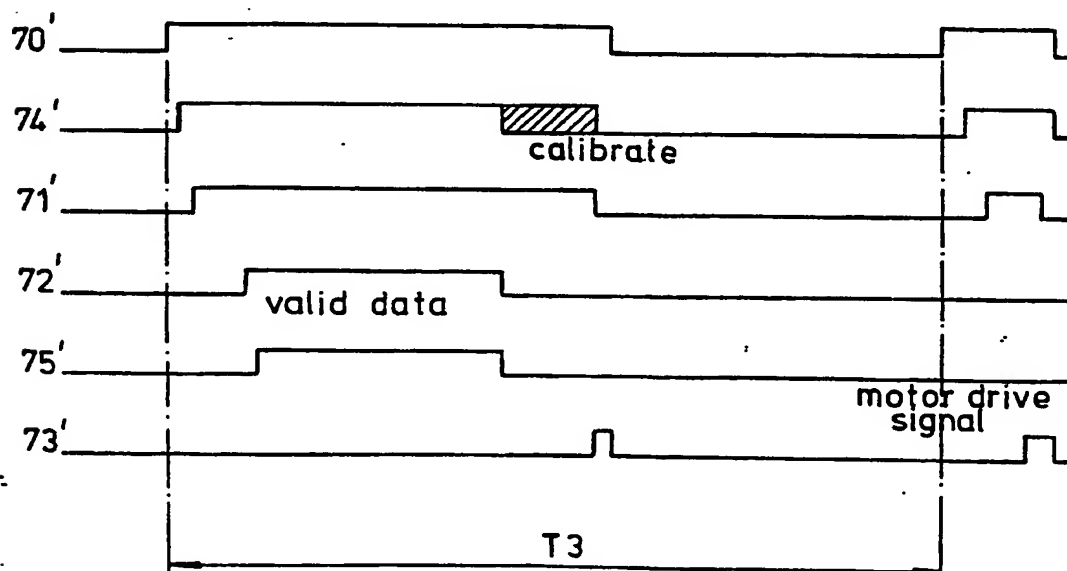 70'
74'
calibrate
71'
72'
valid data
75'
motor drive
signal
73'
T3